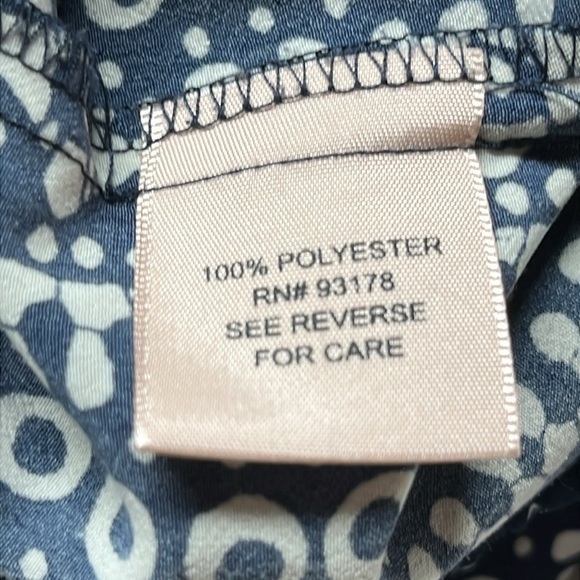 100% POLYESTER
RN# 93178
SEE REVERSE
FOR CARE